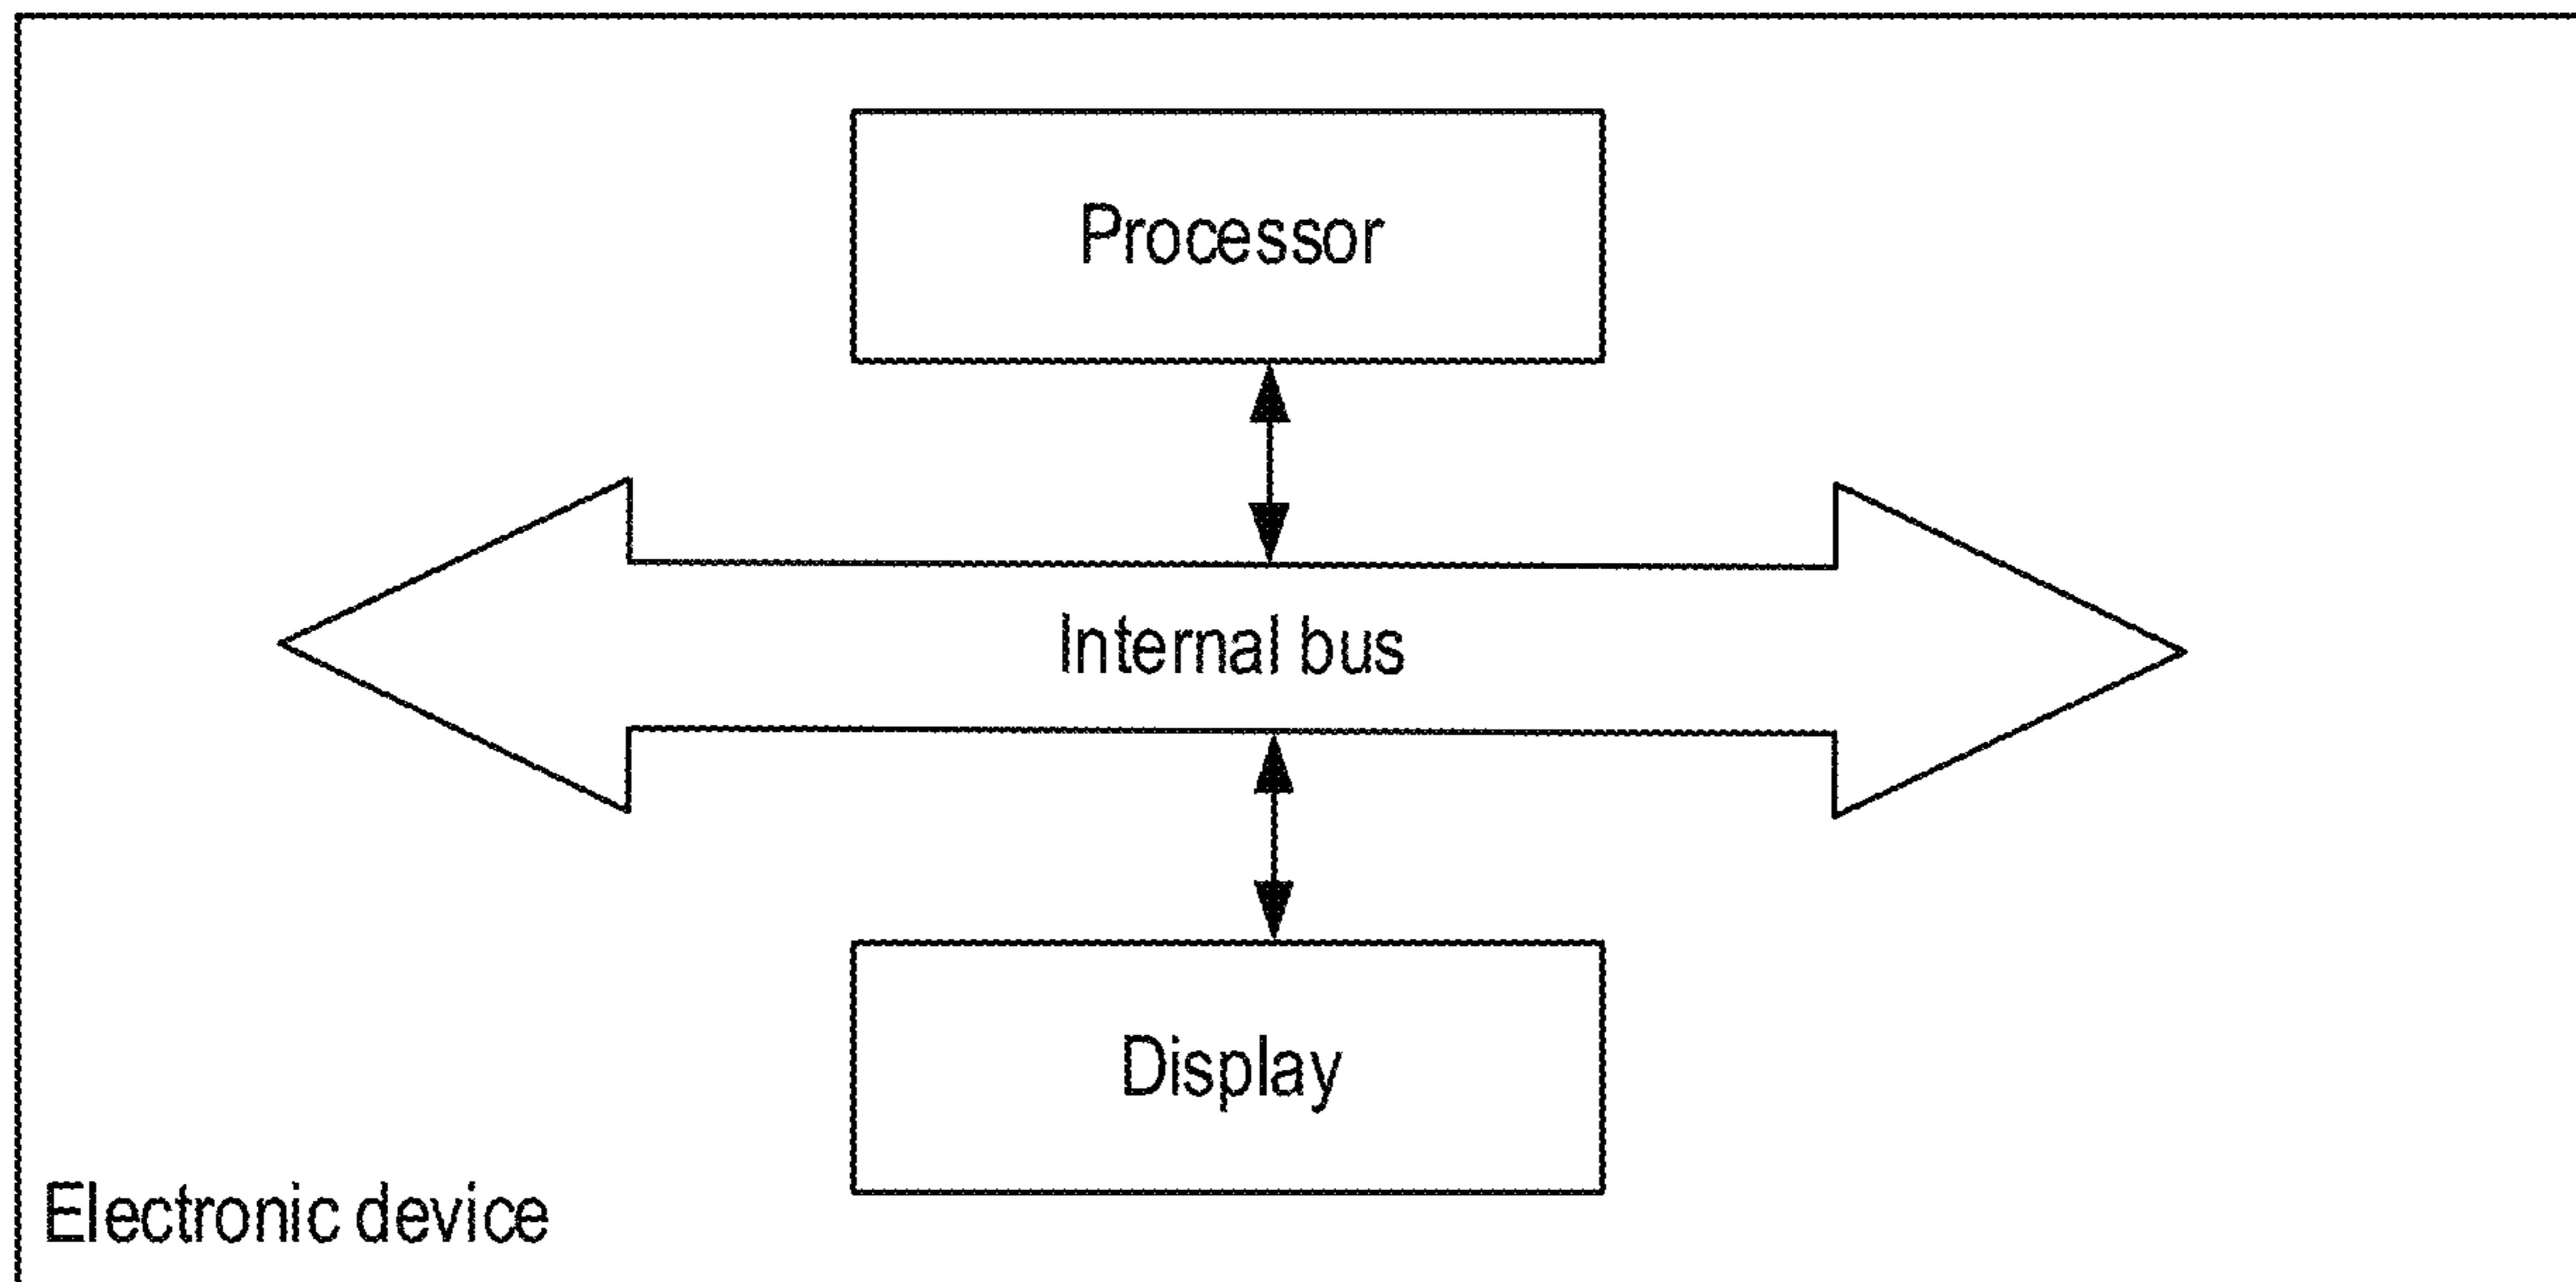 Processor
Internal bus
Display
Electronic device